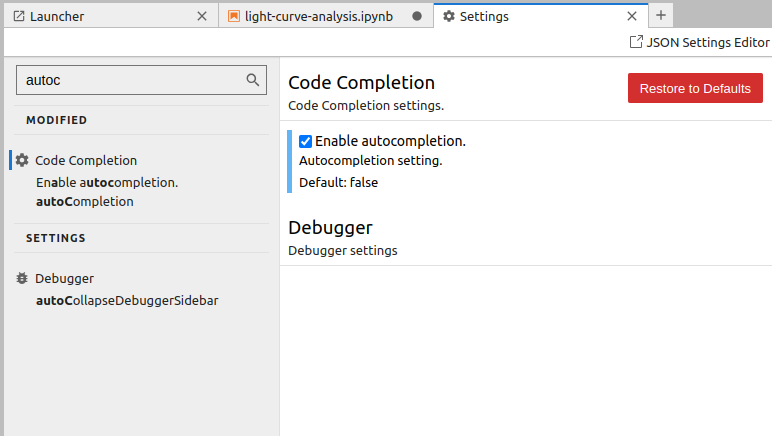 Launcher
light-curve-analysis.ipynb
Settings
JSON Settings Editor
autoc
MODIFIED
Code Completion
Enable autocompletion.
autoCompletion
SETTINGS
Debugger
autoCollapseDebuggerSidebar
Code Completion
Restore to Defaults
Code Completion settings.
Enable autocompletion.
Autocompletion setting.
Default: false
Debugger
Debugger settings